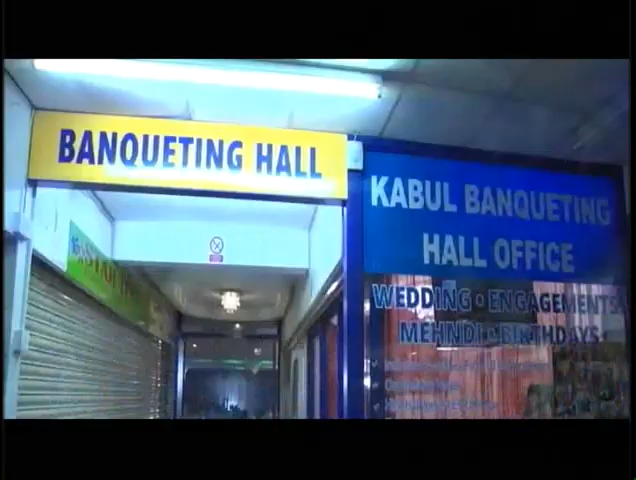 BANQUETING HALL
KABUL BANQUETING
HALL OFFICE
WEDDING • ENGAGEMENTS
MEHNDI • BIRTHDAYS